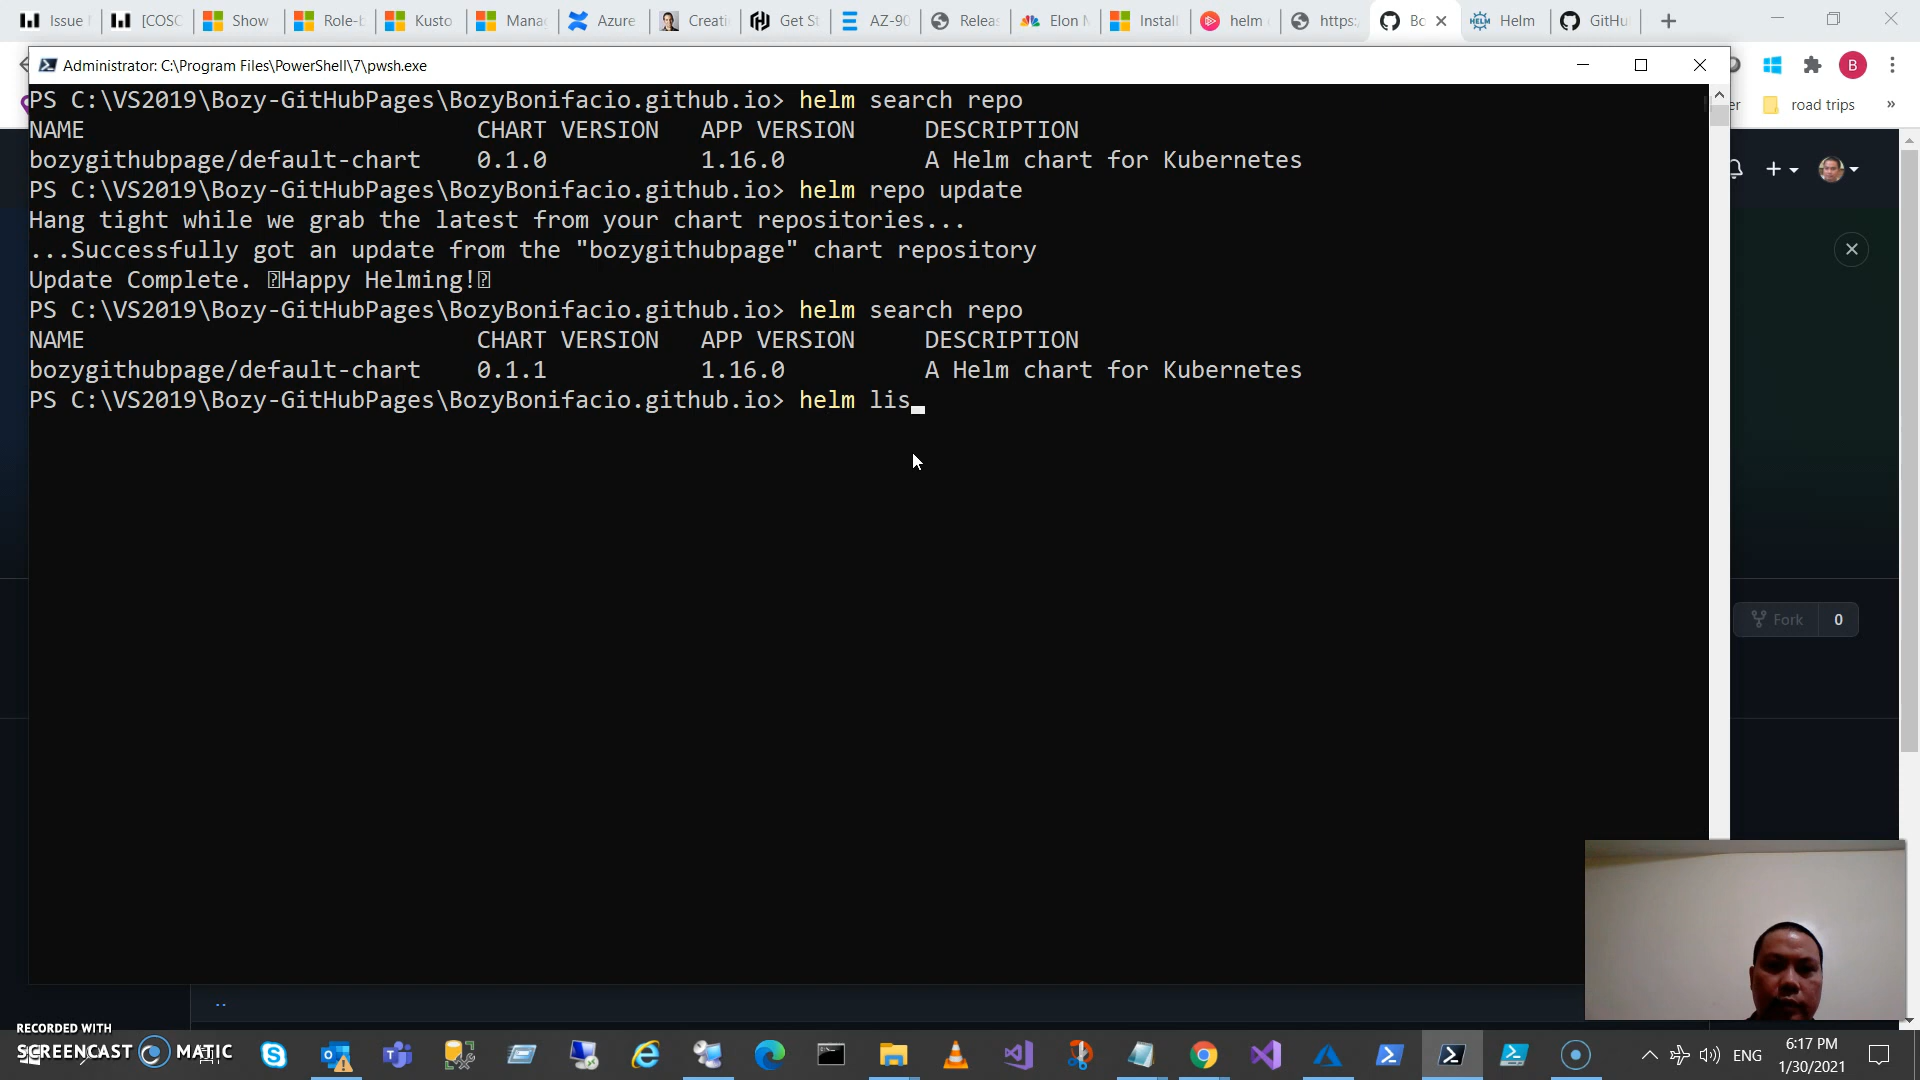 Issue
[COSC
Show
Role-b
Kusto
Mana
Azure
Creati
Get St
AZ-90
Releas
Elon M
Install
helm
https:
Bo
Helm
GitHu
Administrator: C:\Program Files\PowerShell\7\pwsh.exe
B
er
road trips
»
PS C:\VS2019\Bozy-GitHubPages\BozyBonifacio.github.io> helm search repo
NAME CHART VERSION APP VERSION DESCRIPTION
bozygithubpage/default-chart 0.1.0 1.16.0 A Helm chart for Kubernetes
PS C:\VS2019\Bozy-GitHubPages\BozyBonifacio.github.io> helm repo update
Hang tight while we grab the latest from your chart repositories...
...Successfully got an update from the "bozygithubpage" chart repository
Update Complete. ⍰Happy Helming!⍰
PS C:\VS2019\Bozy-GitHubPages\BozyBonifacio.github.io> helm search repo
NAME CHART VERSION APP VERSION DESCRIPTION
bozygithubpage/default-chart 0.1.1 1.16.0 A Helm chart for Kubernetes
PS C:\VS2019\Bozy-GitHubPages\BozyBonifacio.github.io> helm lis_
Fork 0
..
RECORDED WITH
SCREENCAST MATIC
ENG
6:17 PM
1/30/2021